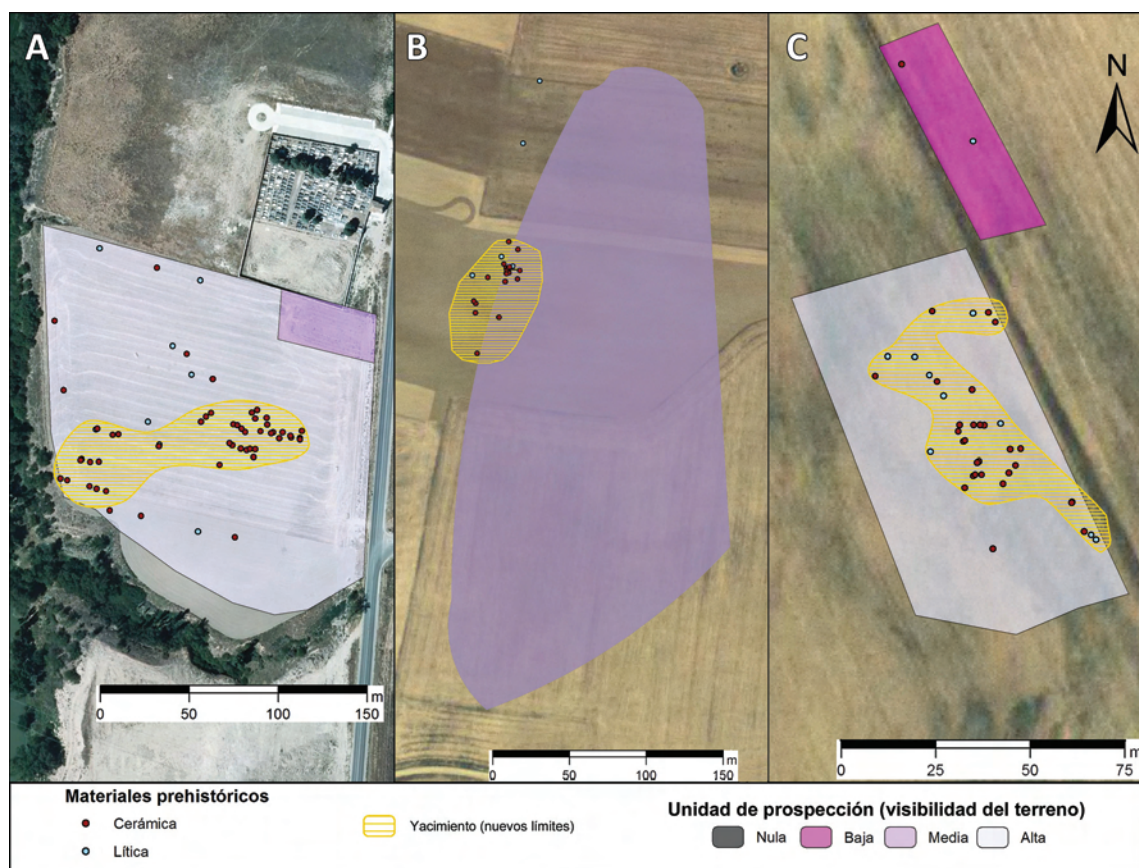 A
B
C
N
0 50 100 150 m
0 50 100 150 m
0 25 50 75 m
Materiales prehistóricos
Cerámica
Lítica
Yacimiento (nuevos límites)
Unidad de prospección (visibilidad del terreno)
Nula Baja Media Alta